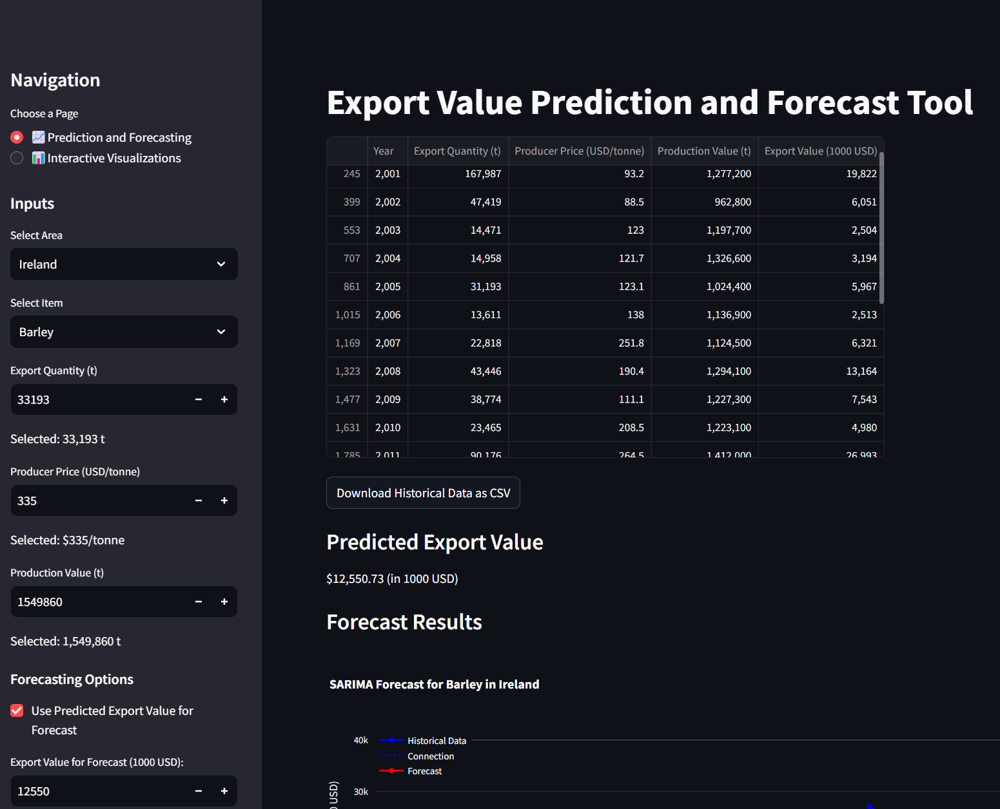 Navigation
Choose a Page
Prediction and Forecasting
Interactive Visualizations
Inputs
Select Area
Ireland
Select Item
Barley
Export Quantity (t)
33193 − +
Selected: 33,193 t
Producer Price (USD/tonne)
335 − +
Selected: $335/tonne
Production Value (t)
1549860 − +
Selected: 1,549,860 t
Forecasting Options
Use Predicted Export Value for
Forecast
Export Value for Forecast (1000 USD):
12550 − +
Export Value Prediction and Forecast Tool
Year Export Quantity (t) Producer Price (USD/tonne) Production Value (t) Export Value (1000 USD)
245 2,001 167,987 93.2 1,277,200 19,822
399 2,002 47,419 88.5 962,800 6,051
553 2,003 14,471 123 1,197,700 2,504
707 2,004 14,958 121.7 1,326,600 3,194
861 2,005 31,193 123.1 1,024,400 5,967
1,015 2,006 13,611 138 1,136,900 2,513
1,169 2,007 22,818 251.8 1,124,500 6,321
1,323 2,008 43,446 190.4 1,294,100 13,164
1,477 2,009 38,774 111.1 1,227,300 7,543
1,631 2,010 23,465 208.5 1,223,100 4,980
1,785 2,011 90,176 264.5 1,412,000 26,993
Download Historical Data as CSV
Predicted Export Value
$12,550.73 (in 1000 USD)
Forecast Results
SARIMA Forecast for Barley in Ireland
40k
Historical Data
Connection
Forecast
30k
USD)